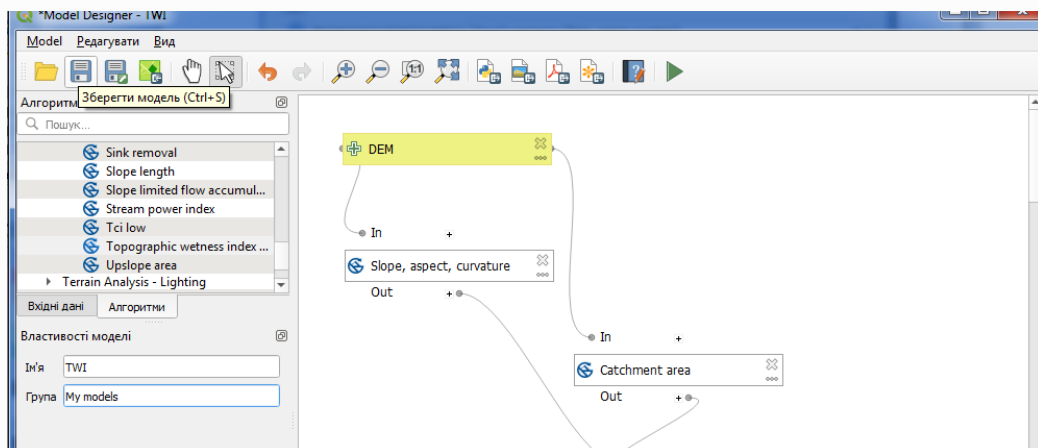 *Model Designer - TWI
Model Редагувати Вид
Зберегти модель (Ctrl+S)
Пошук...
Sink removal
Slope length
Slope limited flow accumul...
Stream power index
Tci low
Topographic wetness index ...
Upslope area
Terrain Analysis - Lighting
Вхідні дані Алгоритми
Властивості моделі
Ім'я TWI
Група My models
DEM
In +
Slope, aspect, curvature
Out +
In +
Catchment area
Out +